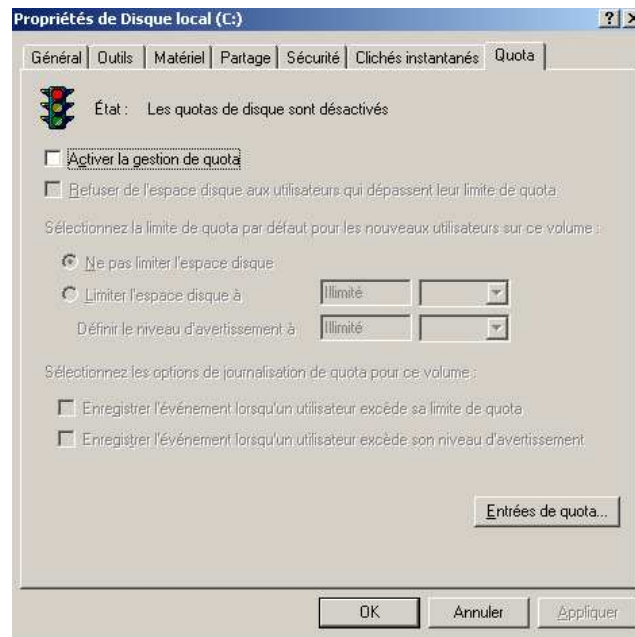 Propriétés de Disque local (C:)
Général Outils Matériel Partage Sécurité Clichés instantanés Quota
État : Les quotas de disque sont désactivés
Activer la gestion de quota
Refuser de l'espace disque aux utilisateurs qui dépassent leur limite de quota
Sélectionnez la limite de quota par défaut pour les nouveaux utilisateurs sur ce volume :
Ne pas limiter l'espace disque
Limiter l'espace disque à Illimité
Définir le niveau d'avertissement à Illimité
Sélectionnez les options de journalisation de quota pour ce volume :
Enregistrer l'événement lorsqu'un utilisateur excède sa limite de quota
Enregistrer l'événement lorsqu'un utilisateur excède son niveau d'avertissement
Entrées de quota...
OK Annuler Appliquer